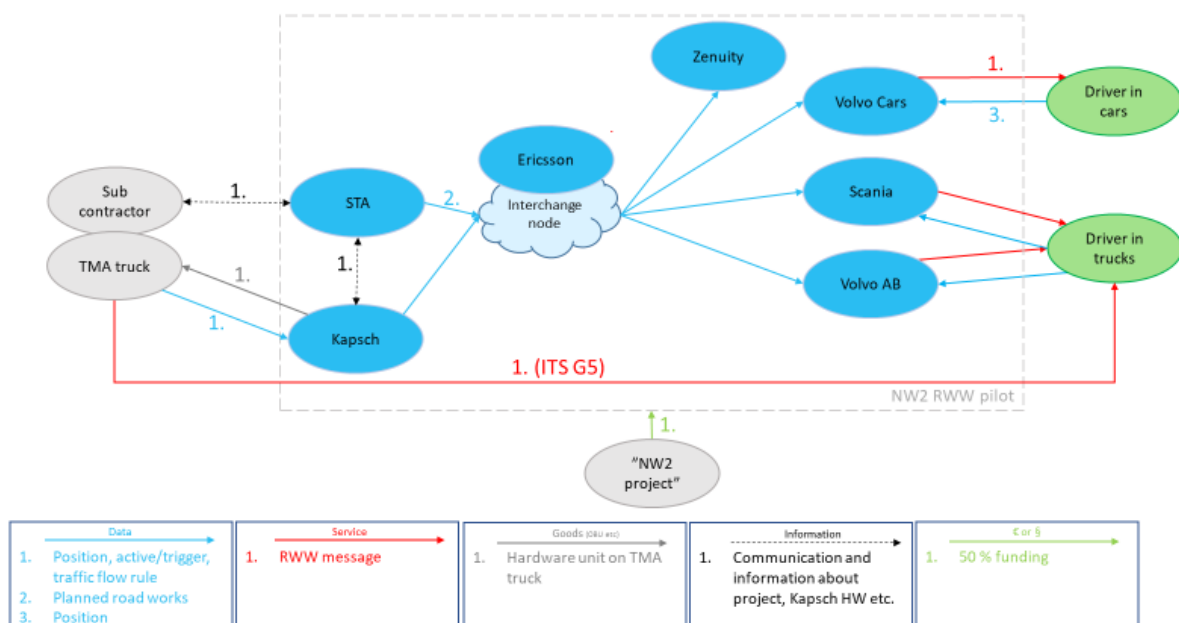 Zenuity
1.
Volvo Cars
Driver in
cars
3.
Ericsson
Interchange
node
Sub
contractor
1.
STA
2.
Scania
TMA truck
1.
1.
Driver in
trucks
Volvo AB
1.
Kapsch
1. (ITS G5)
NW2 RWW pilot
1.
"NW2
project"
Data
1. Position, active/trigger,
traffic flow rule
2. Planned road works
3. Position
Service
1. RWW message
Goods (OBU etc)
1. Hardware unit on TMA
truck
Information
1. Communication and
information about
project, Kapsch HW etc.
€ or §
1. 50 % funding